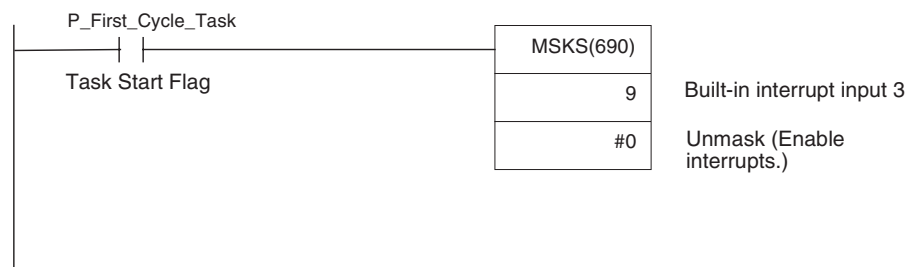 P_First_Cycle_Task
MSKS(690)
Task Start Flag
9
Built-in interrupt input 3
#0
Unmask (Enable
interrupts.)